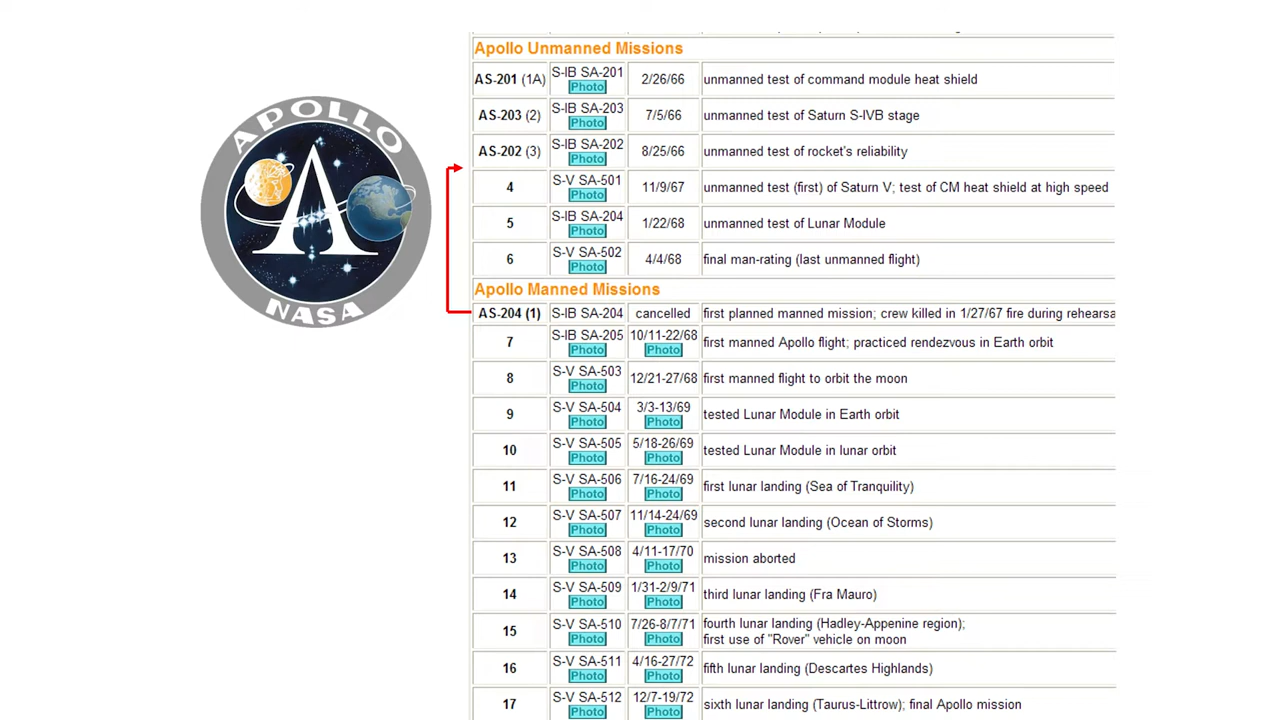 APOLLO
NASA
Apollo Unmanned Missions
AS-201 (1A) S-IB SA-201 Photo 2/26/66 unmanned test of command module heat shield
AS-203 (2) S-IB SA-203 Photo 7/5/66 unmanned test of Saturn S-IVB stage
AS-202 (3) S-IB SA-202 Photo 8/25/66 unmanned test of rocket's reliability
4 S-V SA-501 Photo 11/9/67 unmanned test (first) of Saturn V; test of CM heat shield at high speed
5 S-IB SA-204 Photo 1/22/68 unmanned test of Lunar Module
6 S-V SA-502 Photo 4/4/68 final man-rating (last unmanned flight)
Apollo Manned Missions
AS-204 (1) S-IB SA-204 cancelled first planned manned mission; crew killed in 1/27/67 fire during rehearsa
7 S-IB SA-205 Photo 10/11-22/68 Photo first manned Apollo flight; practiced rendezvous in Earth orbit
8 S-V SA-503 Photo 12/21-27/68 first manned flight to orbit the moon
9 S-V SA-504 Photo 3/3-13/69 Photo tested Lunar Module in Earth orbit
10 S-V SA-505 Photo 5/18-26/69 Photo tested Lunar Module in lunar orbit
11 S-V SA-506 Photo 7/16-24/69 Photo first lunar landing (Sea of Tranquility)
12 S-V SA-507 Photo 11/14-24/69 Photo second lunar landing (Ocean of Storms)
13 S-V SA-508 Photo 4/11-17/70 Photo mission aborted
14 S-V SA-509 Photo 1/31-2/9/71 Photo third lunar landing (Fra Mauro)
15 S-V SA-510 Photo 7/26-8/7/71 Photo fourth lunar landing (Hadley-Appenine region);
first use of "Rover" vehicle on moon
16 S-V SA-511 Photo 4/16-27/72 Photo fifth lunar landing (Descartes Highlands)
17 S-V SA-512 Photo 12/7-19/72 Photo sixth lunar landing (Taurus-Littrow); final Apollo mission